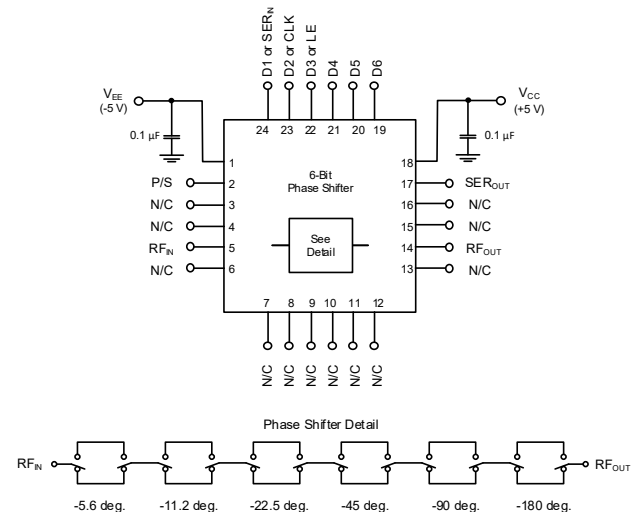 D1 or SERIN
D2 or CLK
D3 or LE
D4
D5
D6
VEE
(-5 V)
VCC
(+5 V)
0.1 µF
0.1 µF
24 23 22 21 20 19
1
2
3
4
5
6
18
17
16
15
14
13
7 8 9 10 11 12
6-Bit
Phase Shifter
See
Detail
P/S
N/C
N/C
RFIN
N/C
SEROUT
N/C
N/C
RFOUT
N/C
N/C
N/C
N/C
N/C
N/C
N/C
Phase Shifter Detail
RFIN
RFOUT
-5.6 deg. -11.2 deg. -22.5 deg. -45 deg. -90 deg. -180 deg.